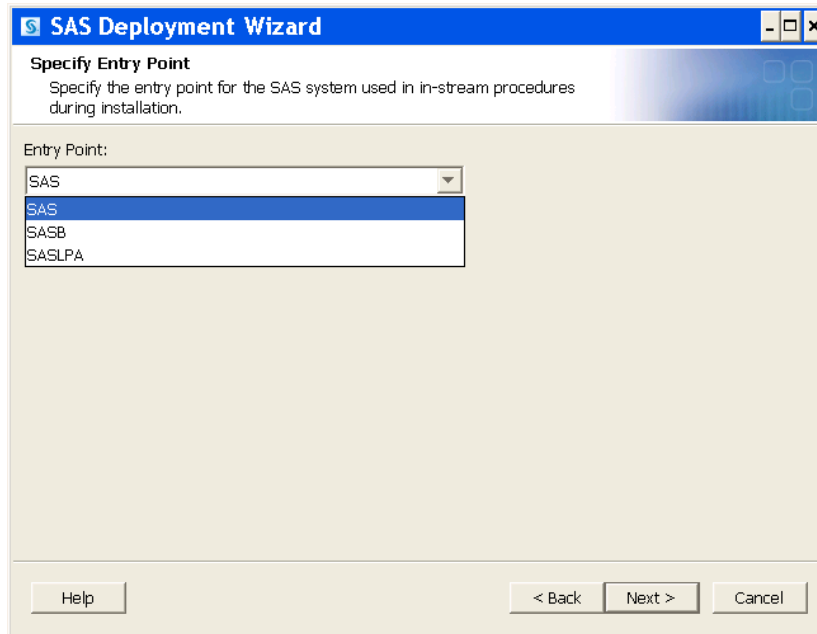 SAS Deployment Wizard
Specify Entry Point
Specify the entry point for the SAS system used in in-stream procedures
during installation.
Entry Point:
SAS
SAS
SASB
SASLPA
Help
< Back
Next >
Cancel